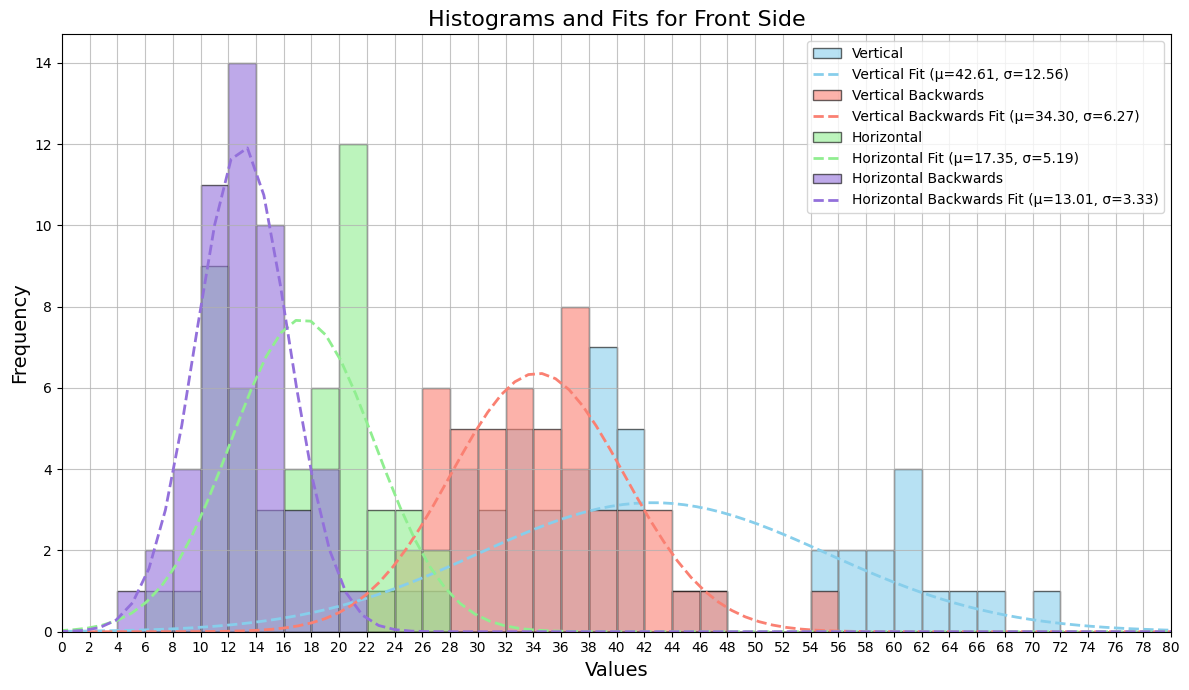 Histograms and Fits for Front Side
Vertical
Vertical Fit (μ=42.61, σ=12.56)
Vertical Backwards
Vertical Backwards Fit (μ=34.30, σ=6.27)
Horizontal
Horizontal Fit (μ=17.35, σ=5.19)
Horizontal Backwards
Horizontal Backwards Fit (μ=13.01, σ=3.33)
Frequency
14
12
10
8
6
4
2
0
0 2 4 6 8 10 12 14 16 18 20 22 24 26 28 30 32 34 36 38 40 42 44 46 48 50 52 54 56 58 60 62 64 66 68 70 72 74 76 78 80
Values